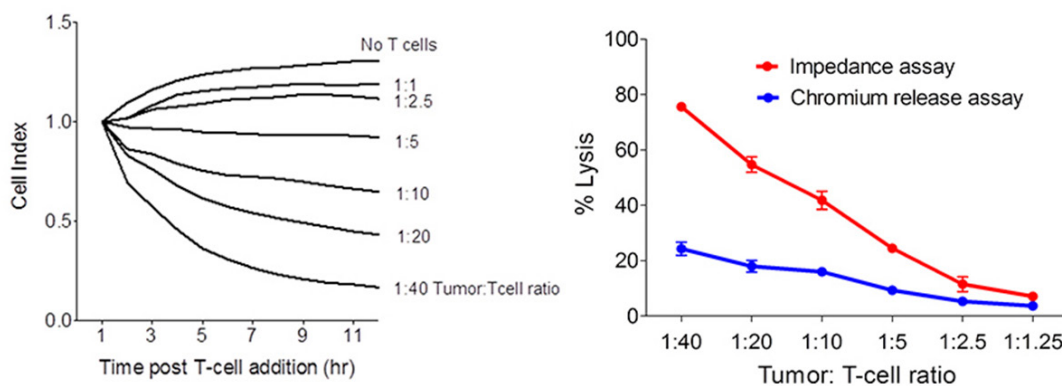 1.5
1.0
0.5
0.0
Cell Index
No T cells
1:1
1:2.5
1:5
1:10
1:20
1:40 Tumor:Tcell ratio
1 3 5 7 9 11
Time post T-cell addition (hr)
100
80
60
40
20
0
% Lysis
Impedance assay
Chromium release assay
1:40 1:20 1:10 1:5 1:2.5 1:1.25
Tumor: T-cell ratio